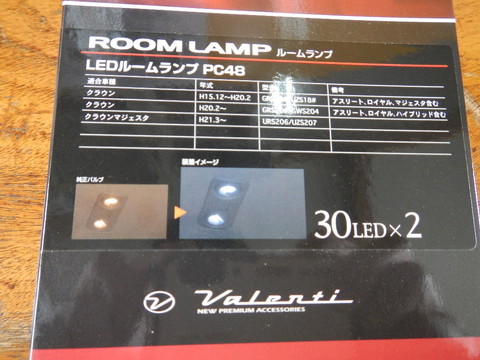 ROOM LAMP ルームランプ
LEDルームランプ PC48
適合車種 年式 備考
クラウン H15.12〜H20.2 アスリート、ロイヤル、マジェスタ含む
クラウン H20.2〜 WS204 アスリート、ロイヤル、ハイブリッド含む
クラウンマジェスタ H21.3〜 URS206/UZS207
装着イメージ
純正バルブ
30LED×2
Valenti
NEW PREMIUM ACCESSORIES